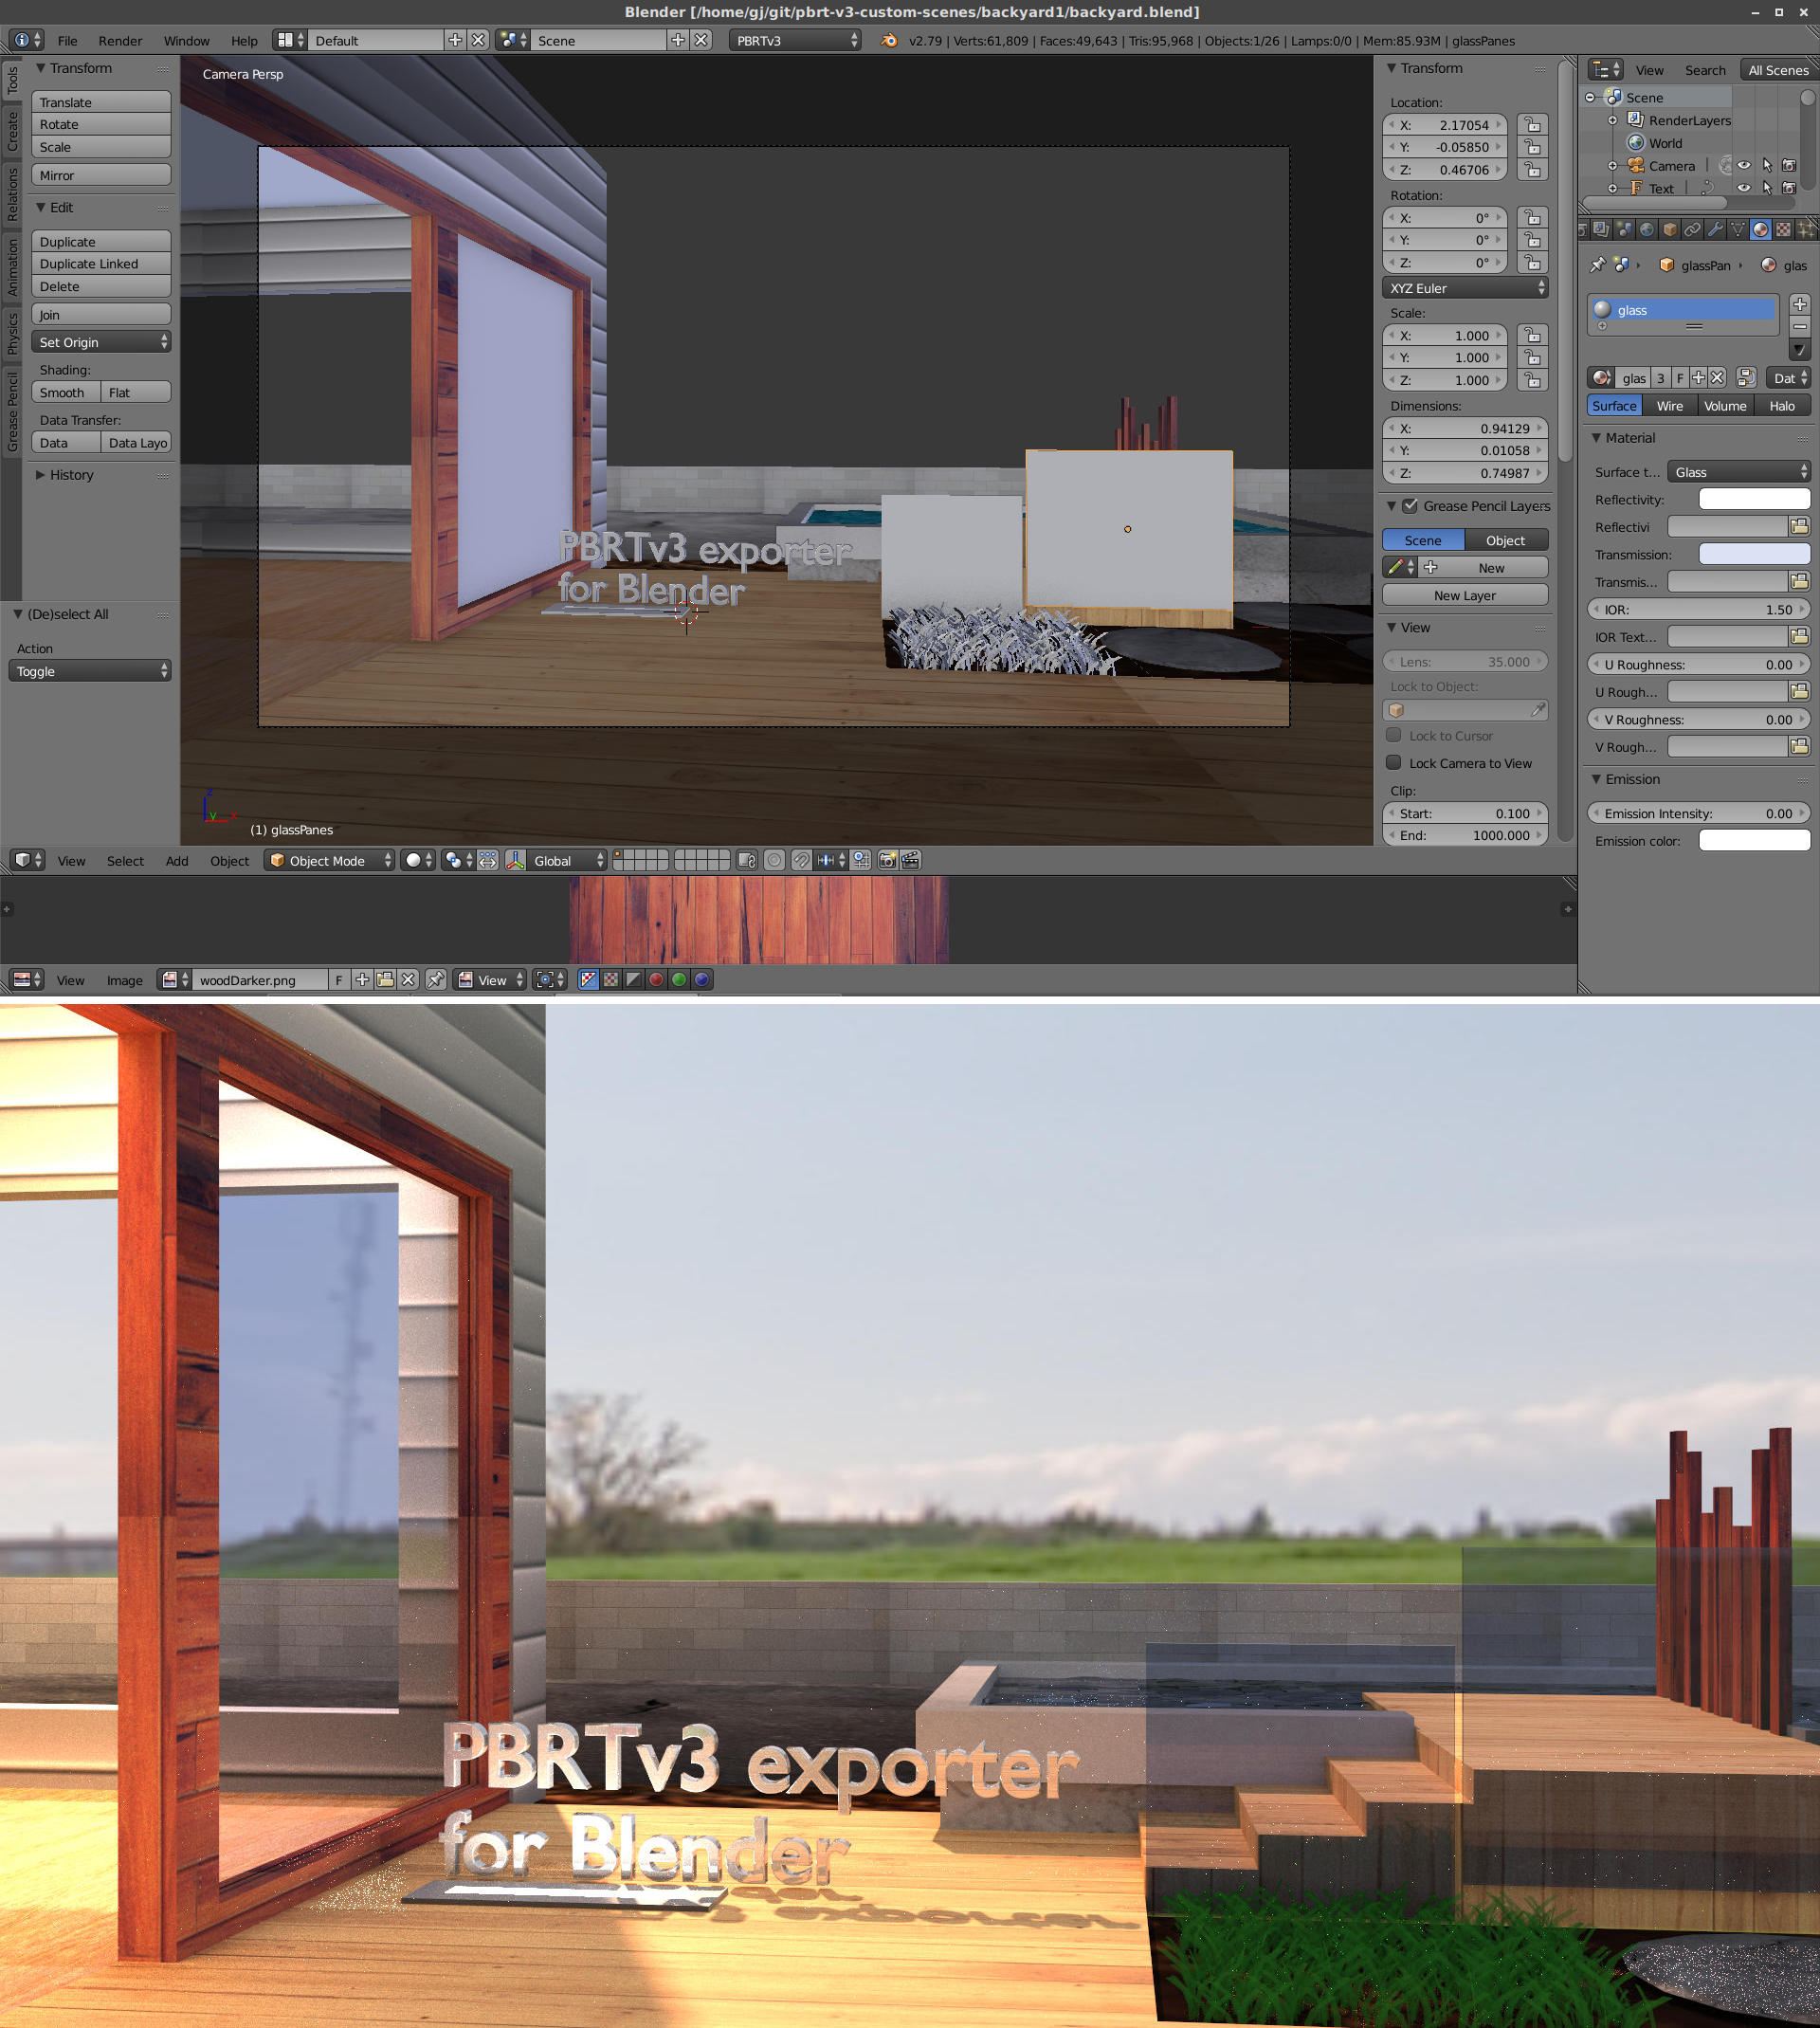 Blender [/home/gj/git/pbrt-v3-custom-scenes/backyard1/backyard.blend]
File Render Window Help Default Scene PBRTv3 v2.79 | Verts:61,809 | Faces:49,643 | Tris:95,968 | Objects:1/26 | Lamps:0/0 | Mem:85.93M | glassPanes
Tools
Create
Relations
Animation
Physics
Grease Pencil
Transform
Translate
Rotate
Scale
Mirror
Edit
Duplicate
Duplicate Linked
Delete
Join
Set Origin
Shading:
Smooth Flat
Data Transfer:
Data Data Layo
History
(De)select All
Action
Toggle
Camera Persp
PBRTv3 exporter
for Blender
z
y x
(1) glassPanes
Transform
Location:
X: 2.17054
Y: -0.05850
Z: 0.46706
Rotation:
X: 0°
Y: 0°
Z: 0°
XYZ Euler
Scale:
X: 1.000
Y: 1.000
Z: 1.000
Dimensions:
X: 0.94129
Y: 0.01058
Z: 0.74987
Grease Pencil Layers
Scene Object
New
New Layer
View
Lens: 35.000
Lock to Object:
Lock to Cursor
Lock Camera to View
Clip:
Start: 0.100
End: 1000.000
View Search All Scenes
Scene
RenderLayers
World
Camera
Text
glassPan glas
glass
glas 3 F Dat
Surface Wire Volume Halo
Material
Surface t... Glass
Reflectivity:
Reflectivi
Transmission:
Transmis...
IOR: 1.50
IOR Text...
U Roughness: 0.00
U Rough...
V Roughness: 0.00
V Rough...
Emission
Emission Intensity: 0.00
Emission color:
View Select Add Object Object Mode Global
View Image woodDarker.png F View
PBRTv3 exporter
for Blender